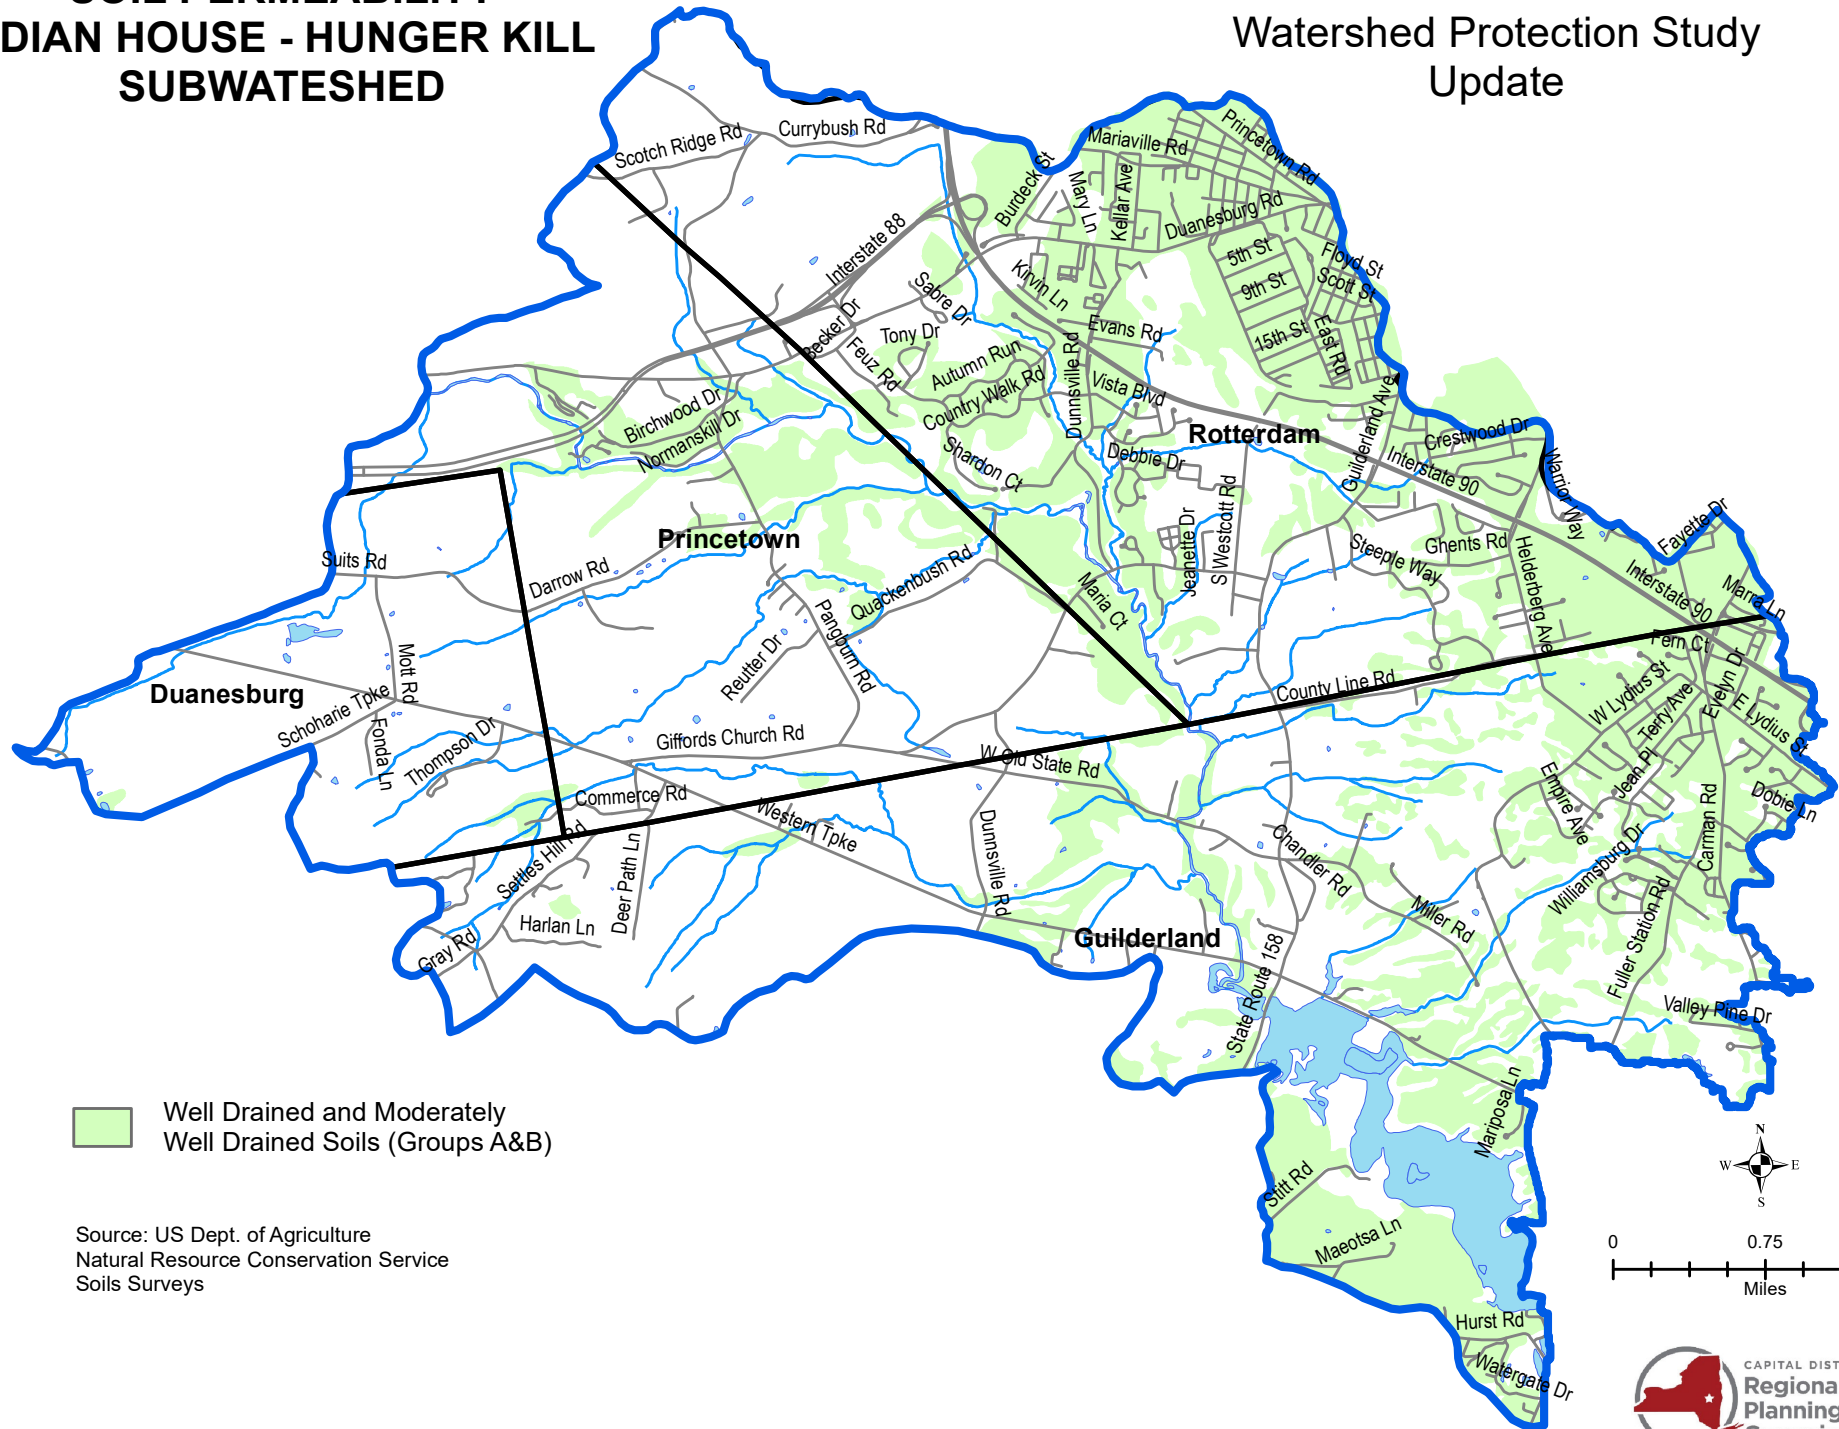 SOIL PERMEABILITY
DIAN HOUSE - HUNGER KILL
SUBWATESHED
Watershed Protection Study
Update
Scotch Ridge Rd
Currybush Rd
Mariaville Rd
Princetown Rd
Burdeck St
Mary Ln
Kellar Ave
Duanesburg Rd
Interstate 88
5th St
Floyd St
Scott St
9th St
Kirvin Ln
Sabre Dr
Becker Dr
Tony Dr
Evans Rd
15th St
East Rd
Feuz Rd
Autumn Run
Dunnsville Rd
Country Walk Rd
Vista Blvd
Birchwood Dr
Normanskill Dr
Rotterdam
Guilderland Ave
Crestwood Dr
Shardon Ct
Debbie Dr
Interstate 90
Warrior Way
S Westcott Rd
Jeanette Dr
Princetown
Fayette Dr
Suits Rd
Darrow Rd
Quackenbush Rd
Steeple Way
Ghents Rd
Helderberg Ave
Interstate 90
Marra Ln
Maria Ct
Pangburn Rd
Reutter Dr
Mott Rd
Fern Ct
Duanesburg
Schoharie Tpke
Fonda Ln
Thompson Dr
County Line Rd
W Lydius St
Terry Ave
Evelyn Dr
E Lydius St
Giffords Church Rd
W Old State Rd
Commerce Rd
Western Tpke
Empire Ave
Jean Pl
Dobie Ln
Settles Hill Rd
Deer Path Ln
Dunnsville Rd
Chandler Rd
Williamsburg Dr
Carman Rd
Harlan Ln
Gray Rd
Guilderland
Miller Rd
Fuller Station Rd
State Route 158
Valley Pine Dr
Mariposa Ln
Well Drained and Moderately
Well Drained Soils (Groups A&B)
Stitt Rd
Maeotsa Ln
Hurst Rd
Watergate Dr
Source: US Dept. of Agriculture
Natural Resource Conservation Service
Soils Surveys
N
W
E
S
0
0.75
Miles
CAPITAL DIST
Regiona
Planning